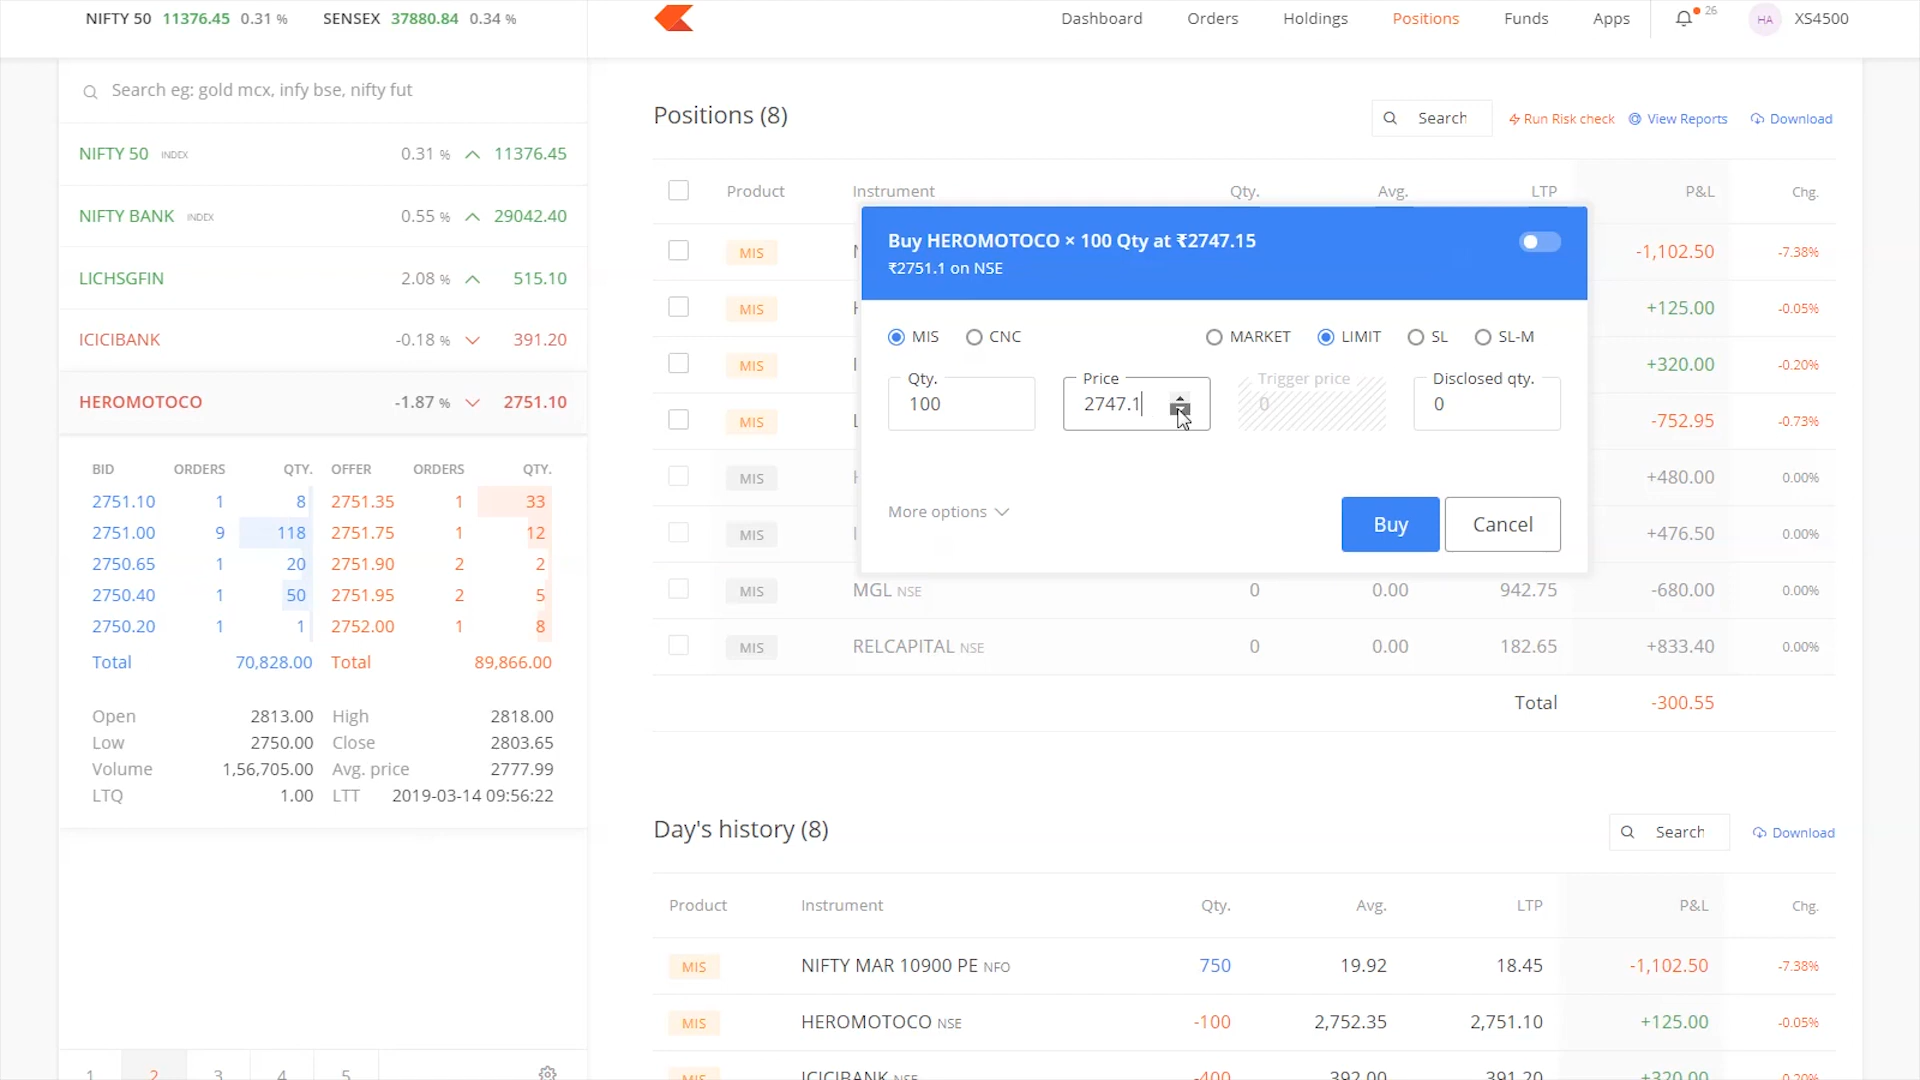 NIFTY 50 11376.45 0.31 % SENSEX 37880.84 0.34 %
Dashboard Orders Holdings Positions Funds Apps 26 HA XS4500
Search eg: gold mcx, infy bse, nifty fut
NIFTY 50 INDEX 0.31 % 11376.45
NIFTY BANK INDEX 0.55 % 29042.40
LICHSGFIN 2.08 % 515.10
ICICIBANK -0.18 % 391.20
HEROMOTOCO -1.87 % 2751.10
BID ORDERS QTY. OFFER ORDERS QTY.
2751.10 1 8 2751.35 1 33
2751.00 9 118 2751.75 1 12
2750.65 1 20 2751.90 2 2
2750.40 1 50 2751.95 2 5
2750.20 1 1 2752.00 1 8
Total 70,828.00 Total 89,866.00
Open 2813.00 High 2818.00
Low 2750.00 Close 2803.65
Volume 1,56,705.00 Avg. price 2777.99
LTQ 1.00 LTT 2019-03-14 09:56:22
1 2 3 4 5
Positions (8) Search Run Risk check View Reports Download
Product Instrument Qty. Avg. LTP P&L Chg.
MIS -1,102.50 -7.38%
MIS +125.00 -0.05%
MIS +320.00 -0.20%
MIS -752.95 -0.73%
MIS +480.00 0.00%
MIS +476.50 0.00%
MIS MGL NSE 0 0.00 942.75 -680.00 0.00%
MIS RELCAPITAL NSE 0 0.00 182.65 +833.40 0.00%
Total -300.55
Buy HEROMOTOCO × 100 Qty at ₹2747.15
₹2751.1 on NSE
MIS CNC MARKET LIMIT SL SL-M
Qty. Price Trigger price Disclosed qty.
100 2747.1 0 0
More options Buy Cancel
Day's history (8) Search Download
Product Instrument Qty. Avg. LTP P&L Chg.
MIS NIFTY MAR 10900 PE NFO 750 19.92 18.45 -1,102.50 -7.38%
MIS HEROMOTOCO NSE -100 2,752.35 2,751.10 +125.00 -0.05%
MIS ICICIBANK NSE -400 392.00 391.20 +320.00 -0.20%